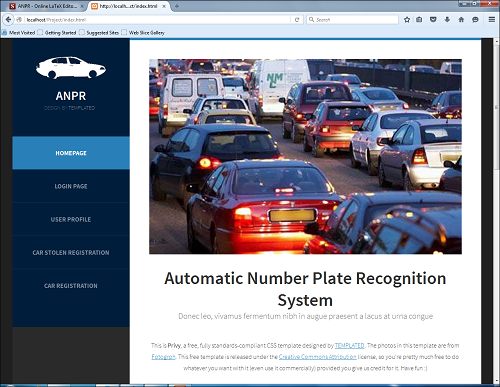 ANPR - Online LaTeX Edito...
http://localh...ct/index.html
localhost/Project/index.html
Search
Most Visited
Getting Started
Suggested Sites
Web Slice Gallery
ANPR
DESIGN BY TEMPLATED
HOMEPAGE
LOGIN PAGE
USER PROFILE
CAR STOLEN REGISTRATION
CAR REGISTRATION
Automatic Number Plate Recognition
System
Donec leo, vivamus fermentum nibh in augue praesent a lacus at urna congue
This is Privy, a free, fully standards-compliant CSS template designed by TEMPLATED. The photos in this template are from
Fotogrph. This free template is released under the Creative Commons Attribution license, so you're pretty much free to do
whatever you want with it (even use it commercially) provided you give us credit for it. Have fun :)